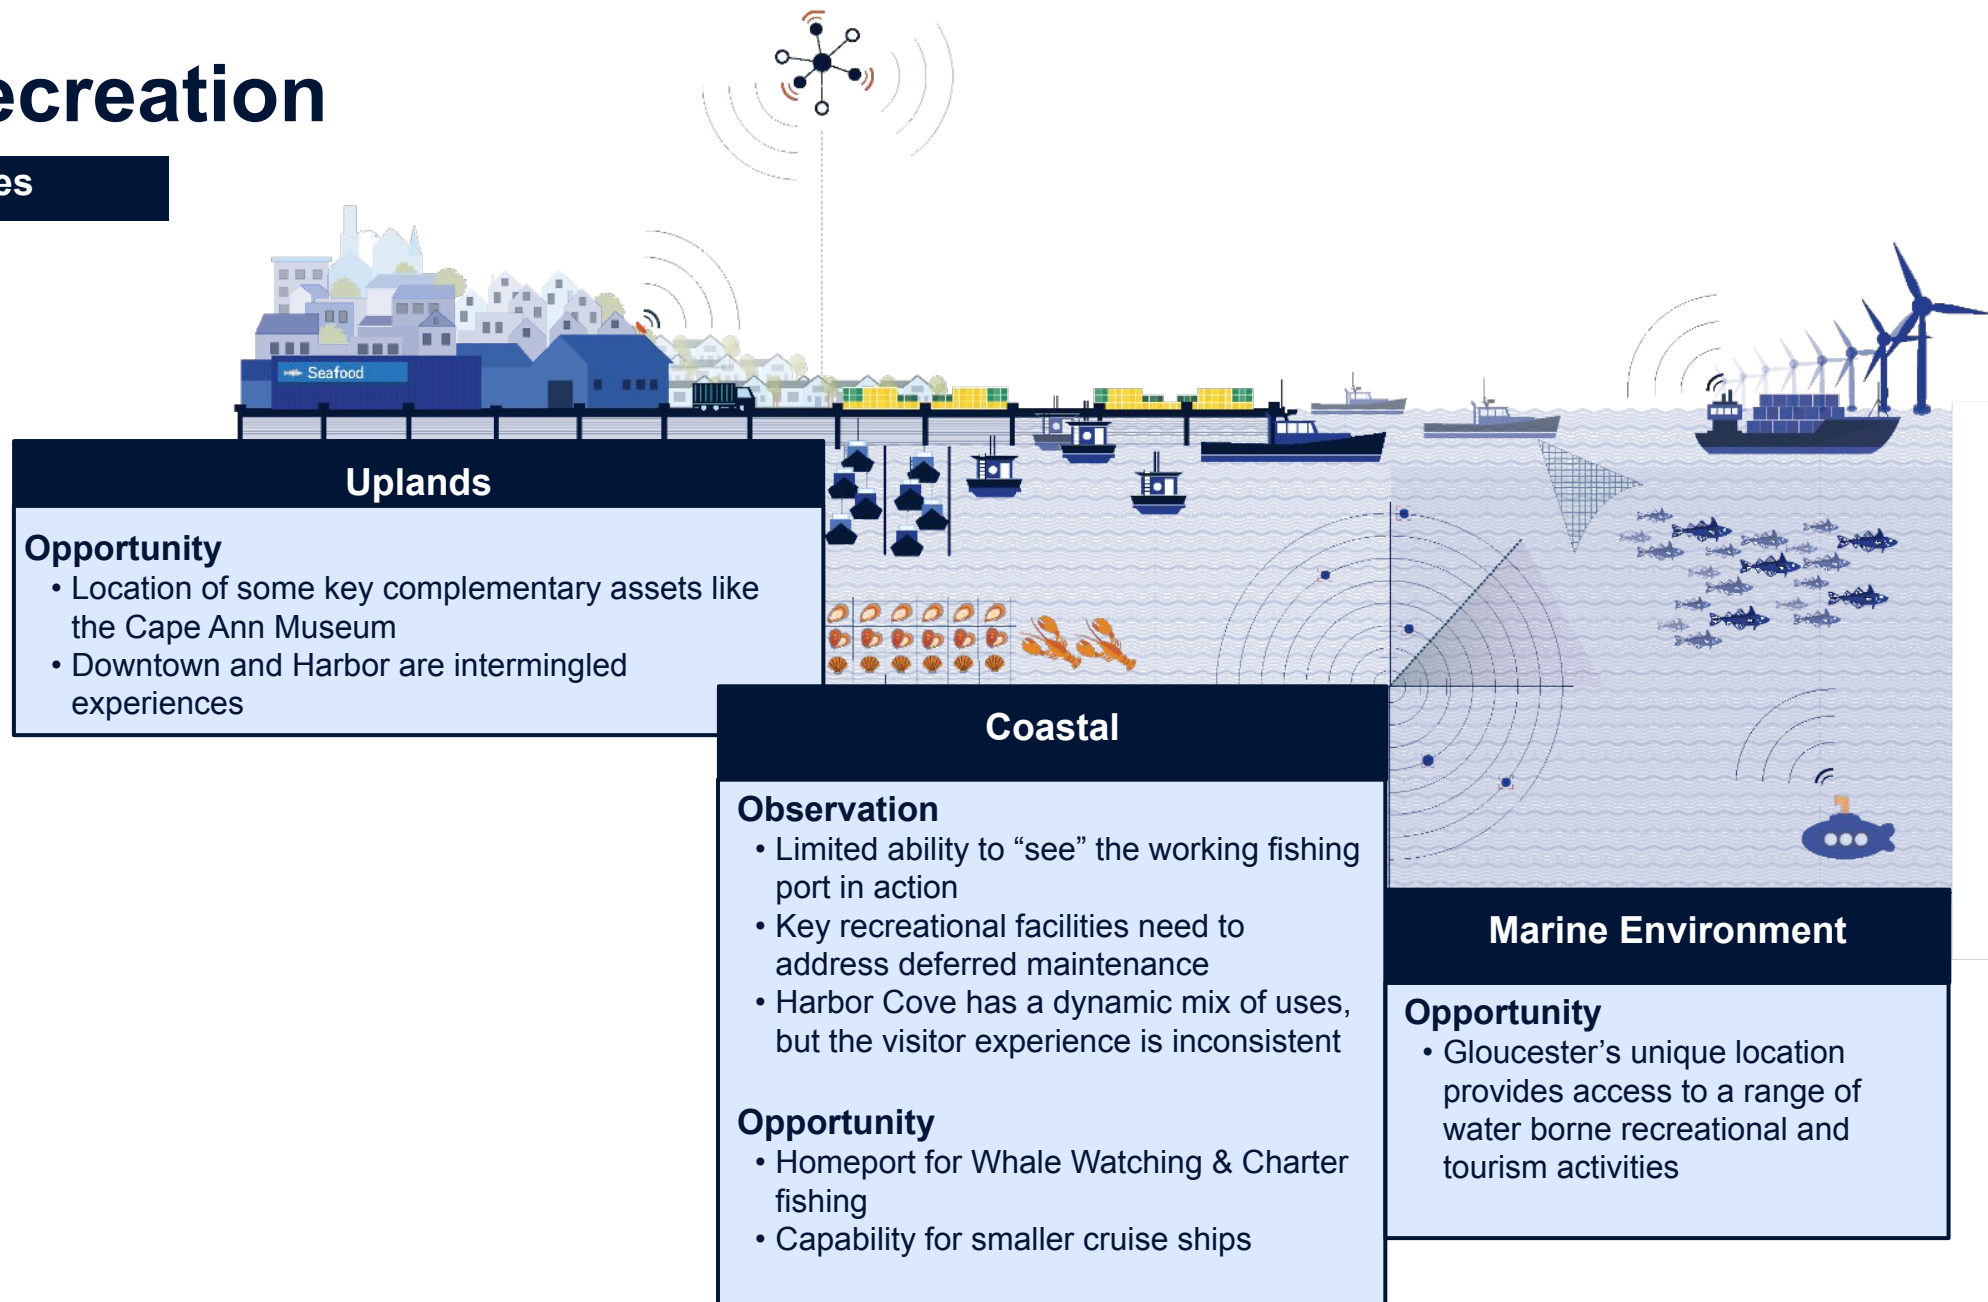 ecreation
es
Seafood
Uplands
Opportunity
• Location of some key complementary assets like
the Cape Ann Museum
• Downtown and Harbor are intermingled
experiences
Coastal
Observation
• Limited ability to “see” the working fishing
port in action
• Key recreational facilities need to
address deferred maintenance
• Harbor Cove has a dynamic mix of uses,
but the visitor experience is inconsistent
Opportunity
• Homeport for Whale Watching & Charter
fishing
• Capability for smaller cruise ships
Marine Environment
Opportunity
• Gloucester’s unique location
provides access to a range of
water borne recreational and
tourism activities